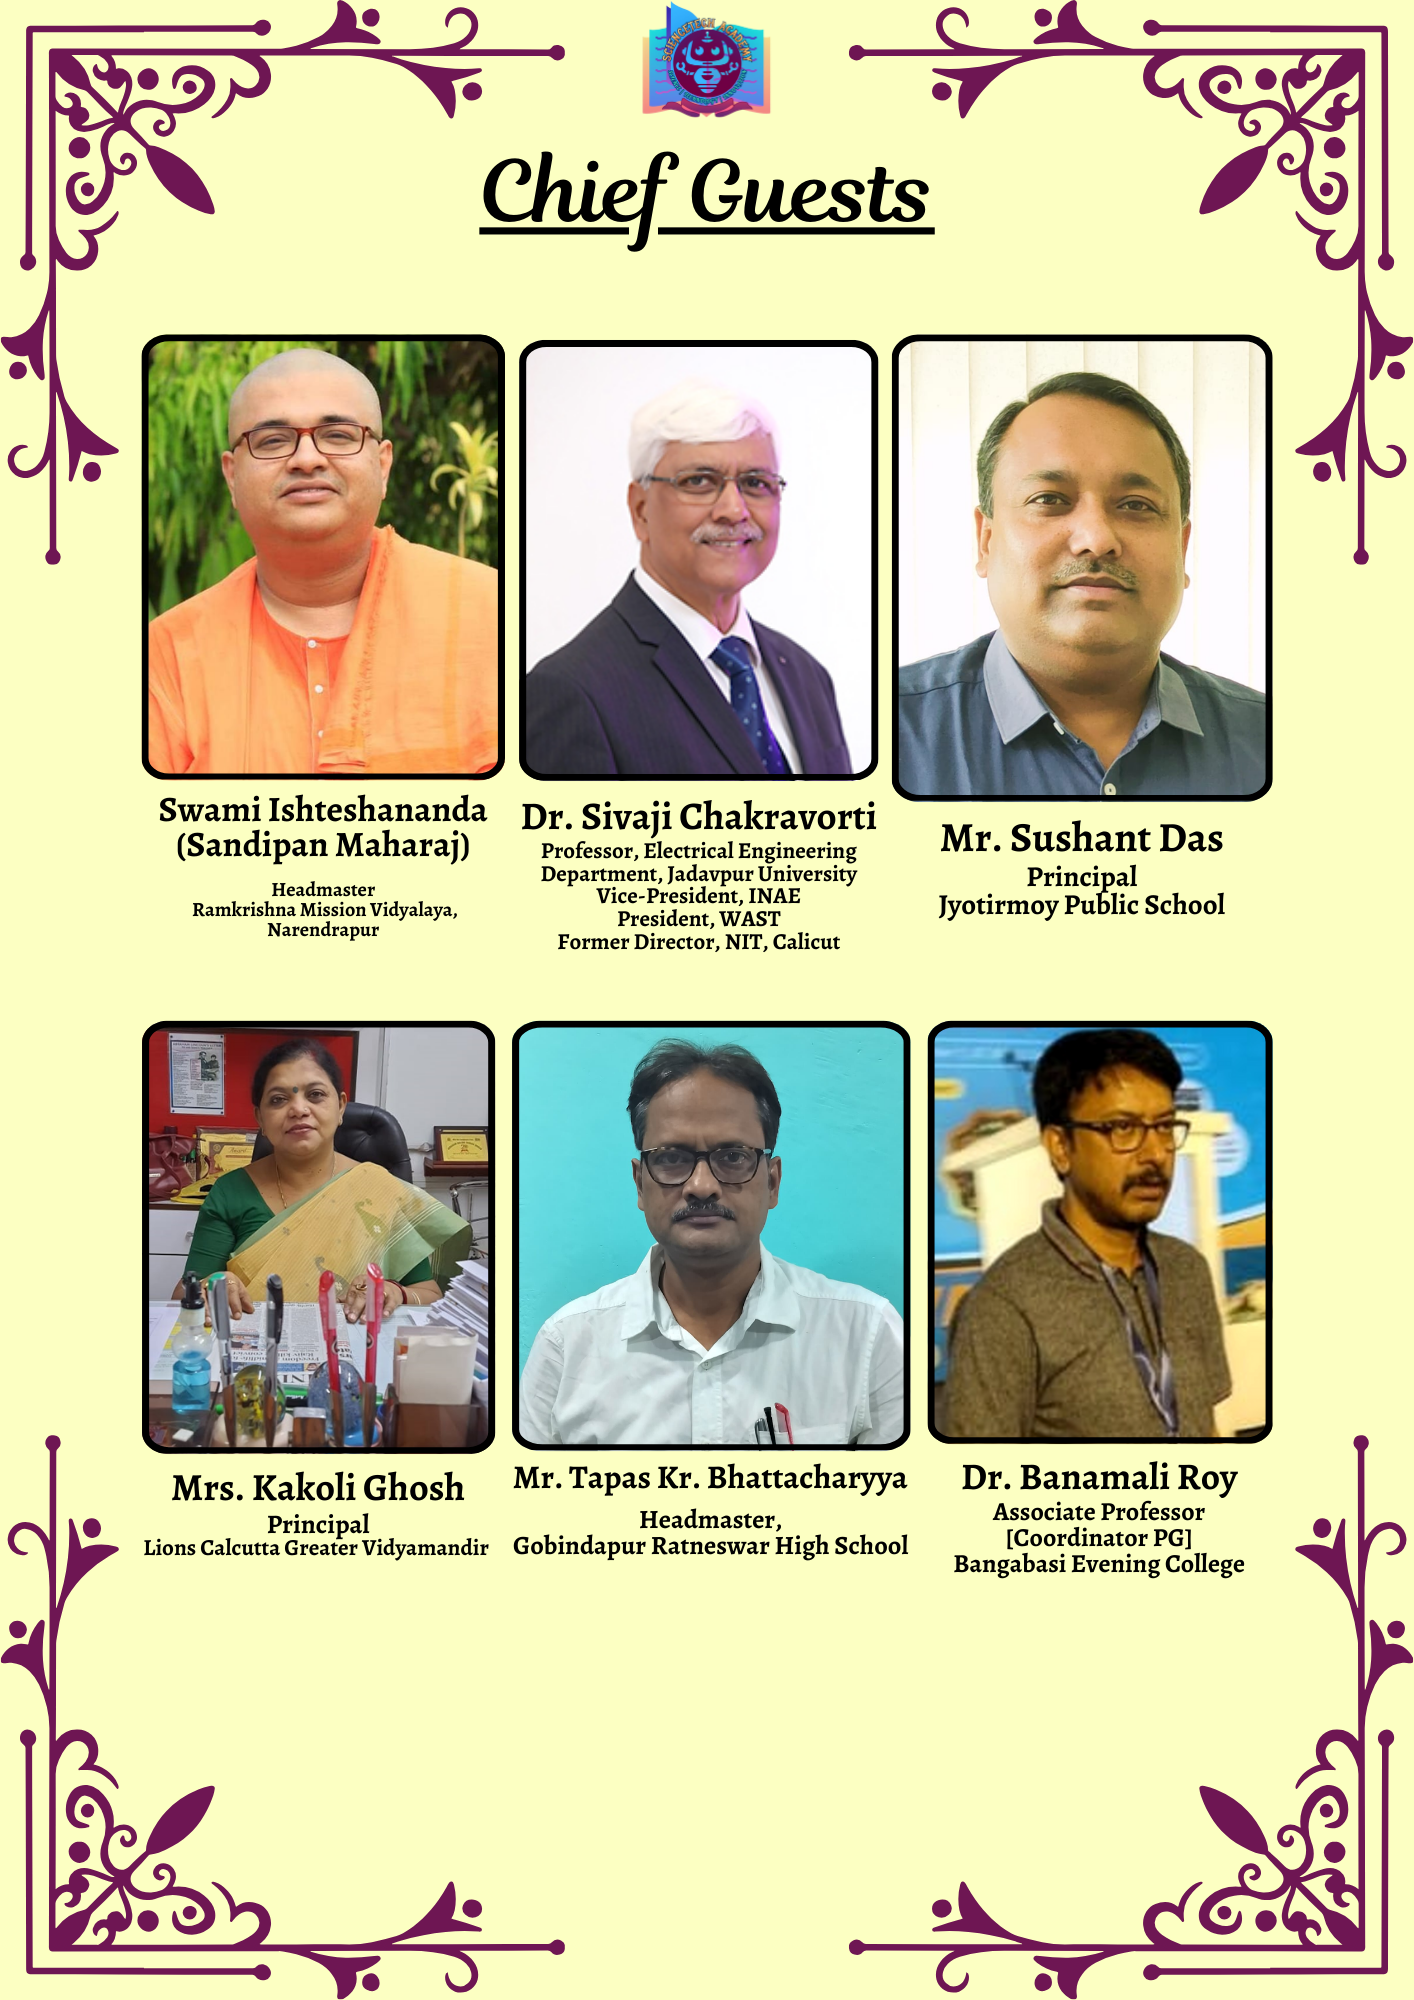 SCIENCETECH ACADEMY
Chief Guests
Swami Ishteshananda
(Sandipan Maharaj)
Headmaster
Ramkrishna Mission Vidyalaya,
Narendrapur
Dr. Sivaji Chakravorti
Professor, Electrical Engineering
Department, Jadavpur University
Vice-President, INAE
President, WAST
Former Director, NIT, Calicut
Mr. Sushant Das
Principal
Jyotirmoy Public School
Mrs. Kakoli Ghosh
Principal
Lions Calcutta Greater Vidyamandir
Mr. Tapas Kr. Bhattacharyya
Headmaster,
Gobindapur Ratneswar High School
Dr. Banamali Roy
Associate Professor
[Coordinator PG]
Bangabasi Evening College